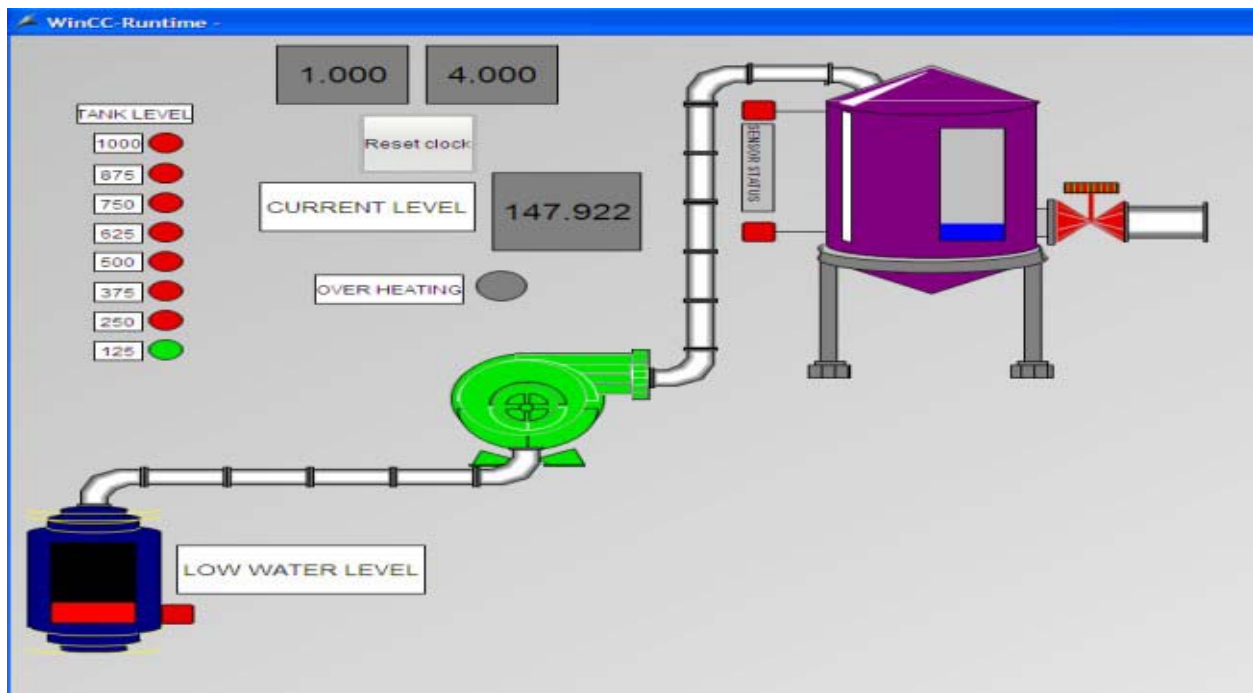 WinCC-Runtime -
1.000
4.000
TANK LEVEL
1000
875
750
625
500
375
250
125
Reset clock
CURRENT LEVEL
147.922
OVER HEATING
SENSOR STATUS
LOW WATER LEVEL